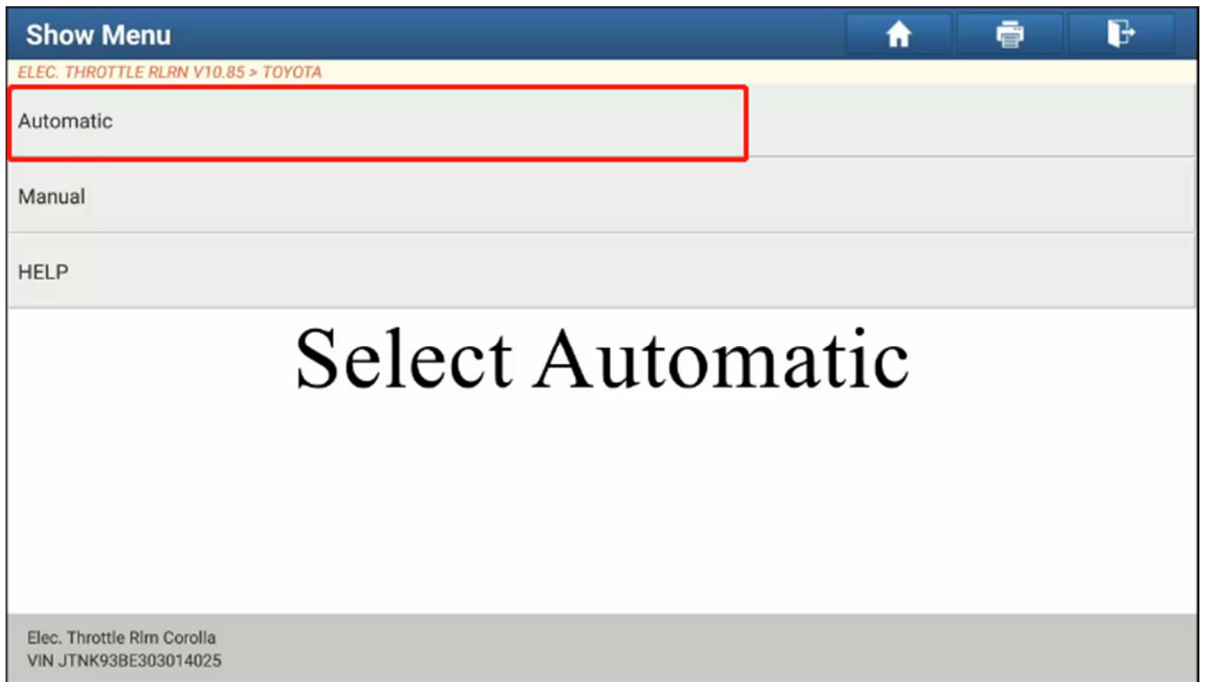 Show Menu
ELEC. THROTTLE RLRN V10.85 > TOYOTA
Automatic
Manual
HELP
Select Automatic
Elec. Throttle Rlrn Corolla
VIN JTNK93BE303014025